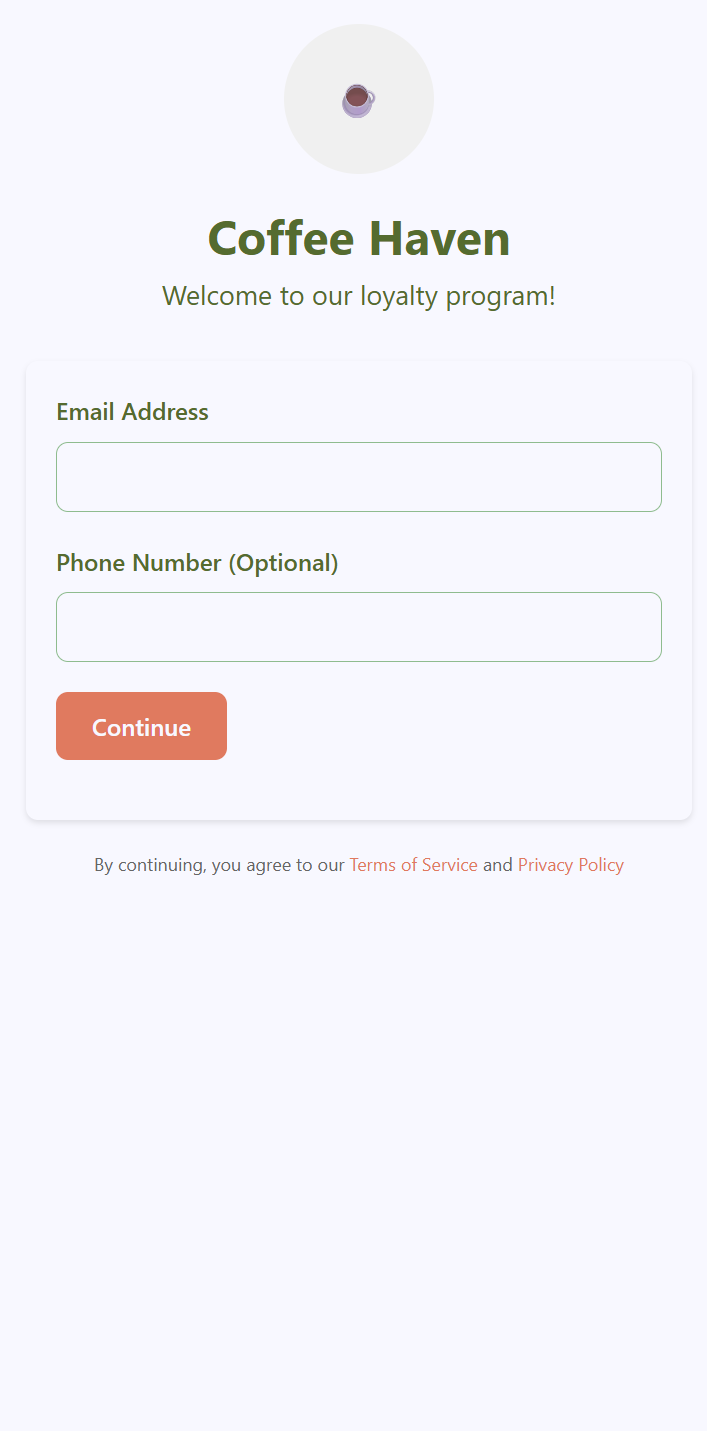 Coffee Haven
Welcome to our loyalty program!
Email Address
Phone Number (Optional)
Continue
By continuing, you agree to our Terms of Service and Privacy Policy